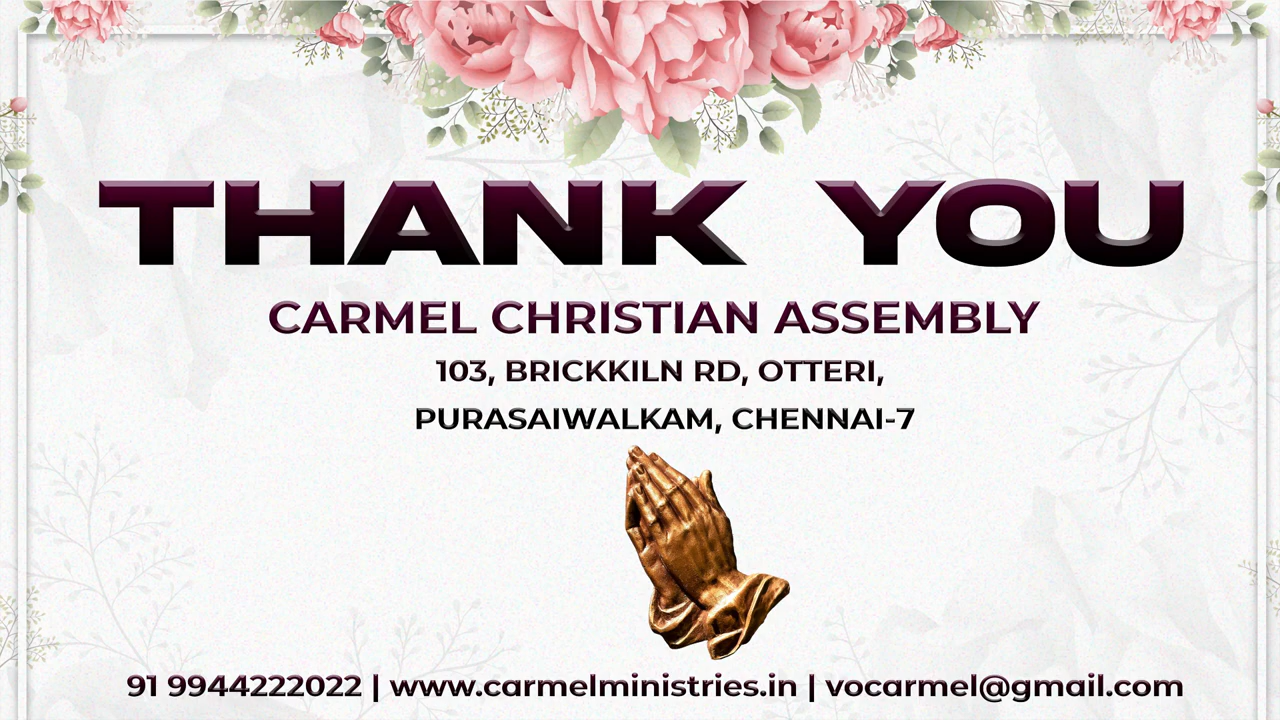 THANK YOU
CARMEL CHRISTIAN ASSEMBLY
103, BRICKKILN RD, OTTERI,
PURASAIWALKAM, CHENNAI-7
91 9944222022 | www.carmelministries.in | vocarmel@gmail.com